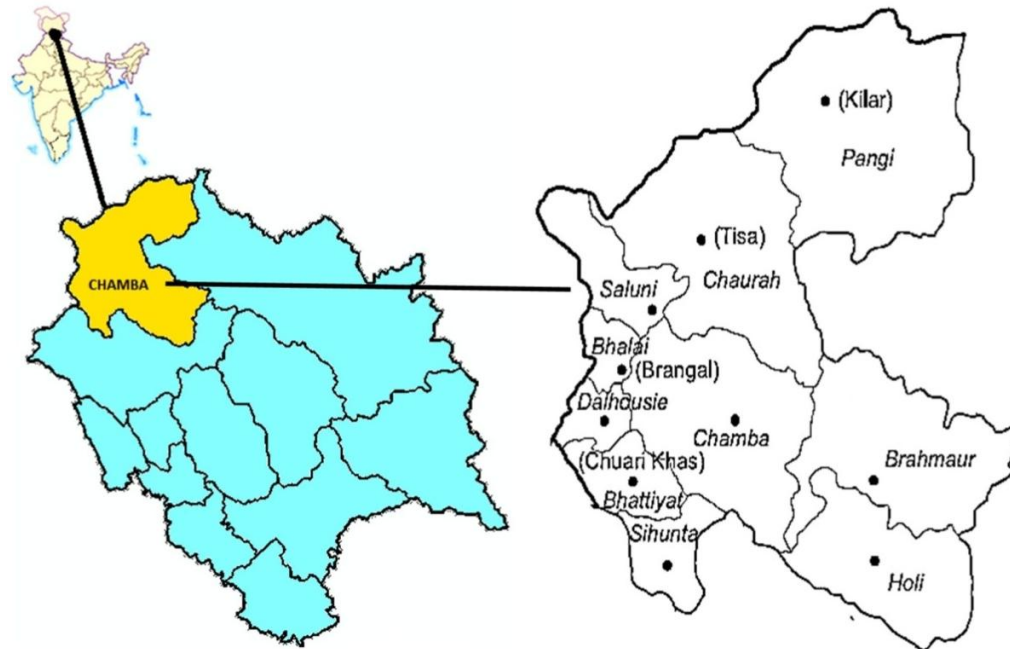 CHAMBA
(Kilar)
Pangi
(Tisa)
Chaurah
Saluni
Bhalai
(Brangal)
Dalhousie
Chamba
(Chuari Khas)
Bhattiyat
Sihunta
Brahmaur
Holi